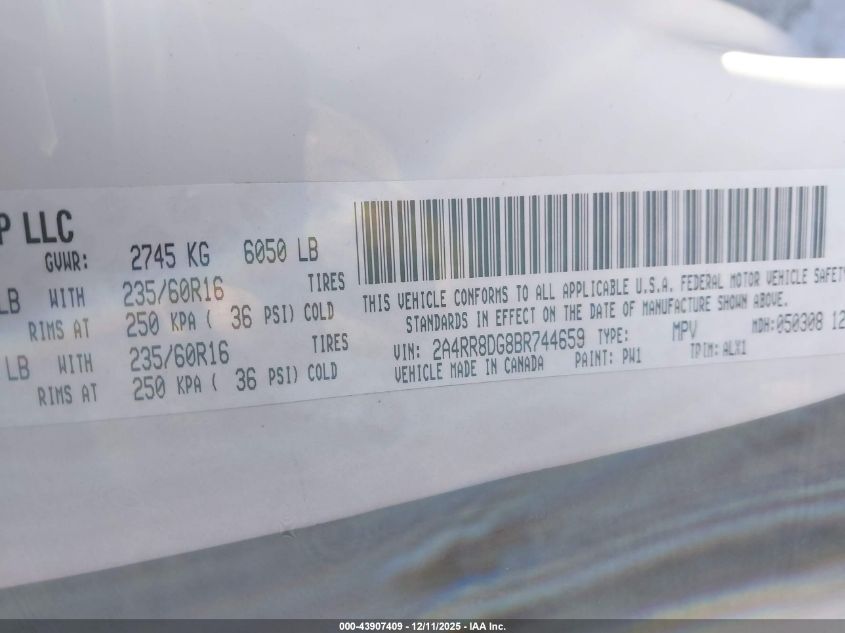 P LLC
GVWR: 2745 KG 6050 LB
LB WITH 235/60R16 TIRES
RIMS AT 250 KPA ( 36 PSI) COLD
LB WITH 235/60R16 TIRES
RIMS AT 250 KPA ( 36 PSI) COLD
THIS VEHICLE CONFORMS TO ALL APPLICABLE U.S.A. FEDERAL MOTOR VEHICLE SAFETY
STANDARDS IN EFFECT ON THE DATE OF MANUFACTURE SHOWN ABOVE.
VIN: 2A4RR8DG8BR744659 TYPE: MPV MDH:050308 12
VEHICLE MADE IN CANADA PAINT: PW1 TRIM: ALX1
000-43907409 - 12/11/2025 - IAA Inc.